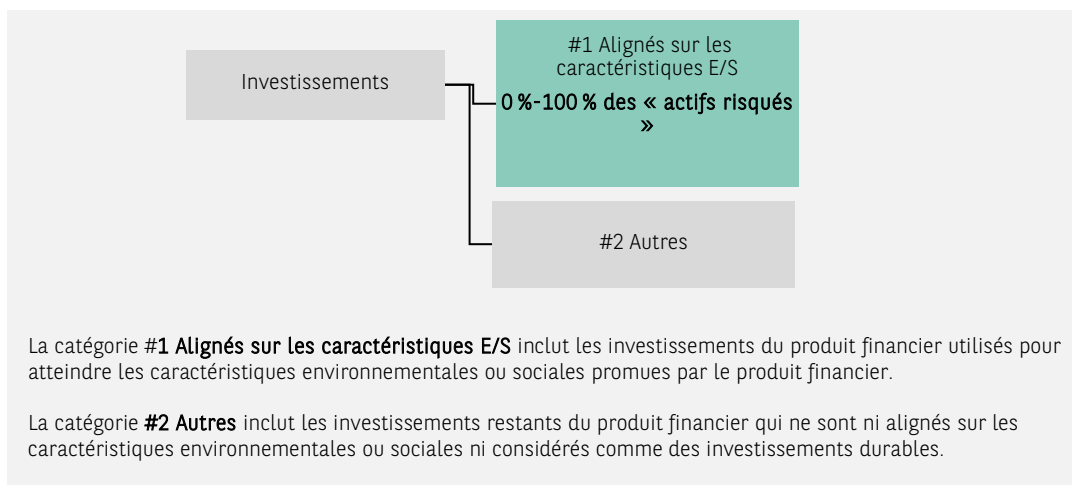 #1 Alignés sur les
caractéristiques E/S
Investissements
0 %-100 % des « actifs risqués
»
#2 Autres
La catégorie #1 Alignés sur les caractéristiques E/S inclut les investissements du produit financier utilisés pour
atteindre les caractéristiques environnementales ou sociales promues par le produit financier.
La catégorie #2 Autres inclut les investissements restants du produit financier qui ne sont ni alignés sur les
caractéristiques environnementales ou sociales ni considérés comme des investissements durables.